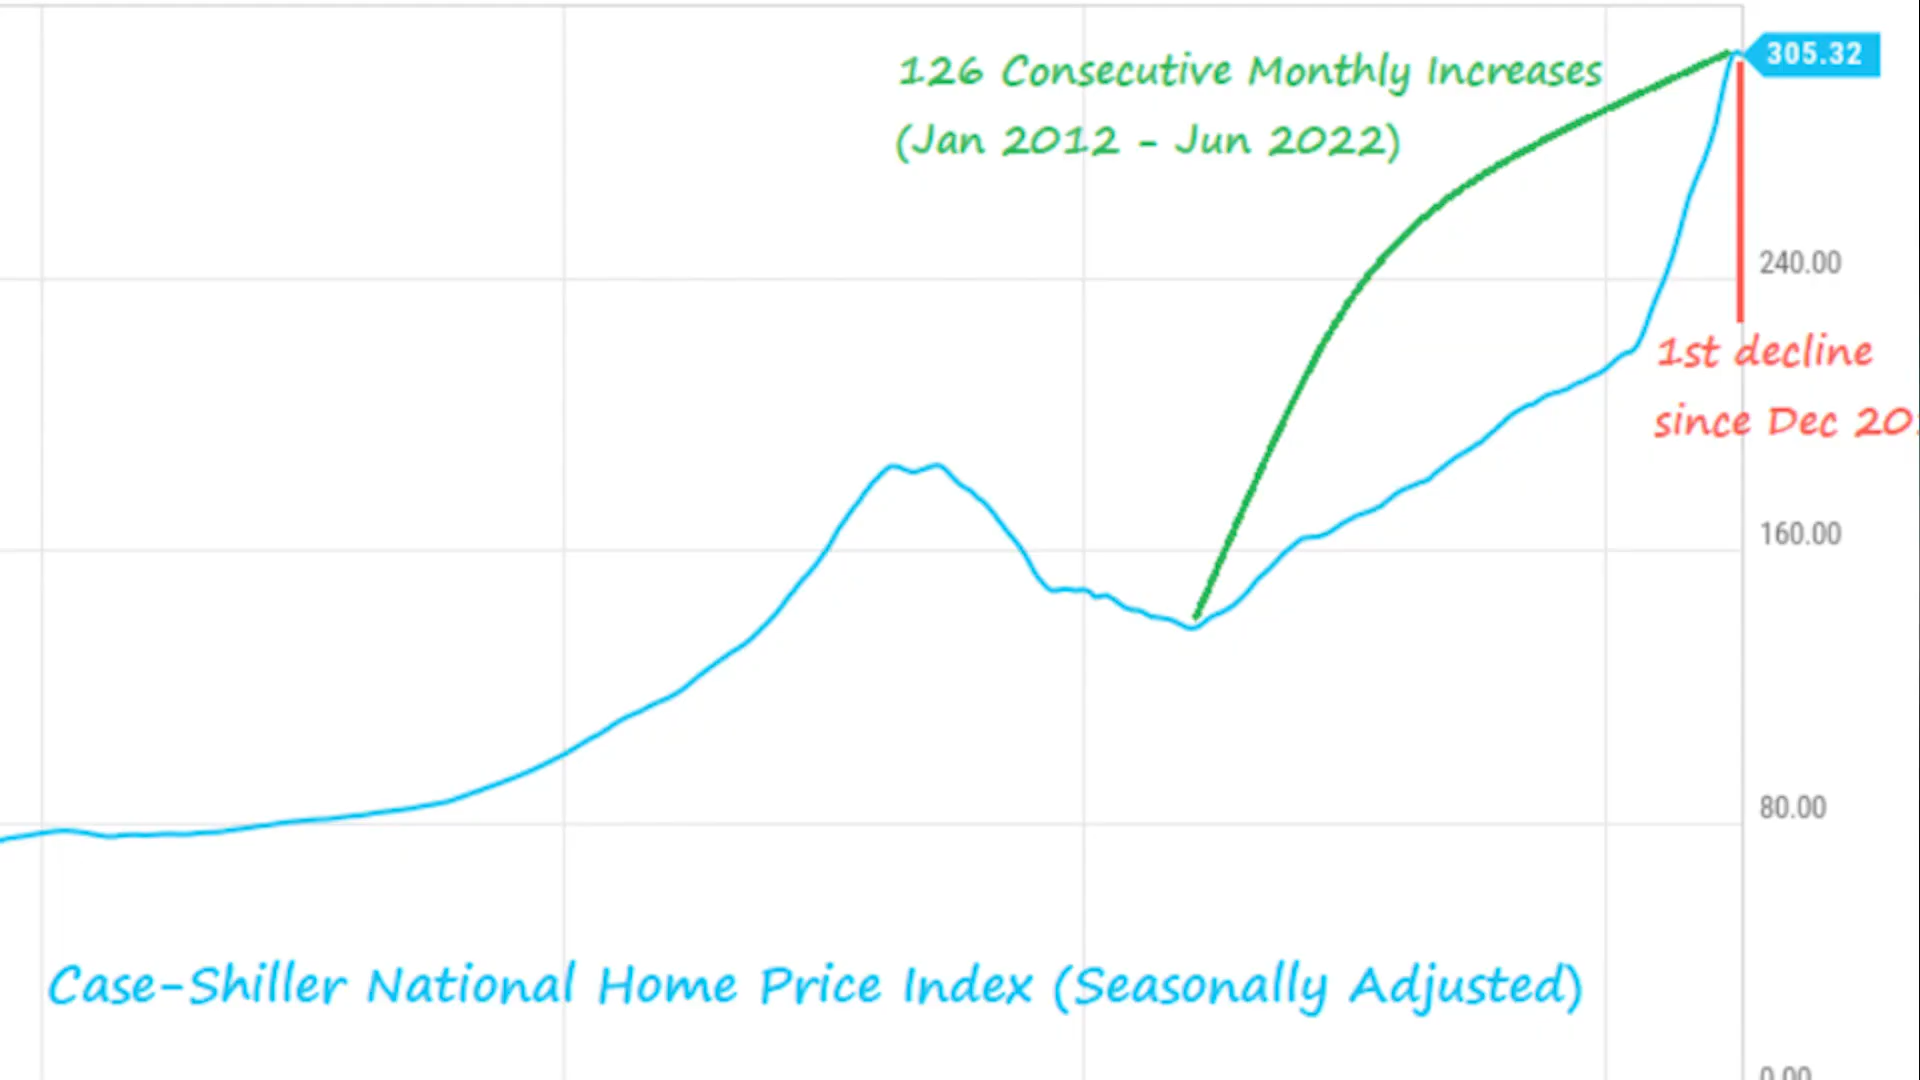 126 Consecutive Monthly Increases
(Jan 2012 - Jun 2022)
305.32
240.00
1st decline
since Dec
160.00
80.00
Case-Shiller National Home Price Index (Seasonally Adjusted)